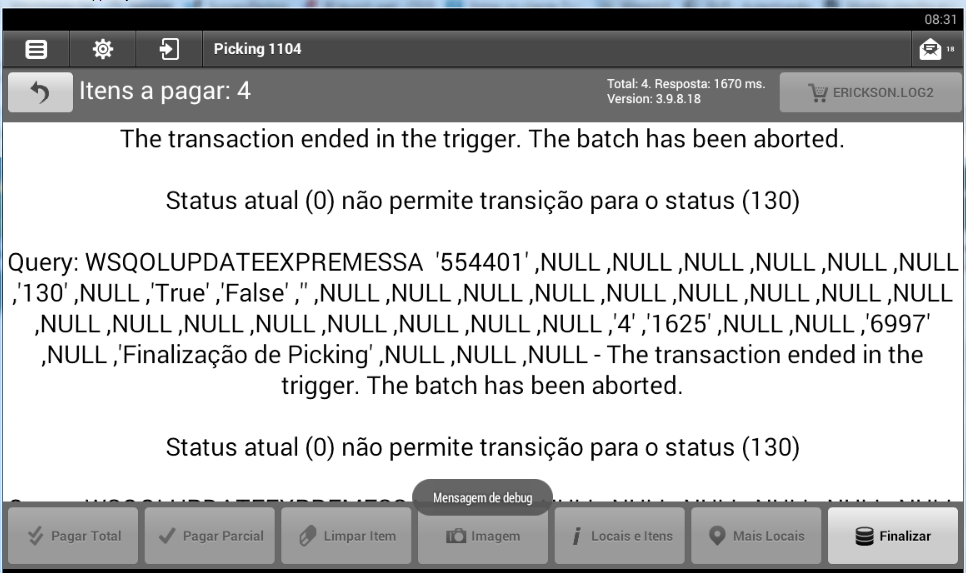 08:31
Picking 1104
18
Itens a pagar: 4
Total: 4. Resposta: 1670 ms.
Version: 3.9.8.18
ERICKSON.LOG2
The transaction ended in the trigger. The batch has been aborted.
Status atual (0) não permite transição para o status (130)
Query: WSQOLUPDATEEXPREMESSA '554401' ,NULL ,NULL ,NULL ,NULL ,NULL ,NULL
,'130' ,NULL ,'True' ,'False' ,'' ,NULL ,NULL ,NULL ,NULL ,NULL ,NULL ,NULL ,NULL
,NULL ,NULL ,NULL ,NULL ,NULL ,NULL ,NULL ,NULL ,'4' ,'1625' ,NULL ,NULL ,'6997'
,NULL ,'Finalização de Picking' ,NULL ,NULL ,NULL - The transaction ended in the
trigger. The batch has been aborted.
Status atual (0) não permite transição para o status (130)
Mensagem de debug
Pagar Total
Pagar Parcial
Limpar Item
Imagem
Locais e Itens
Mais Locais
Finalizar